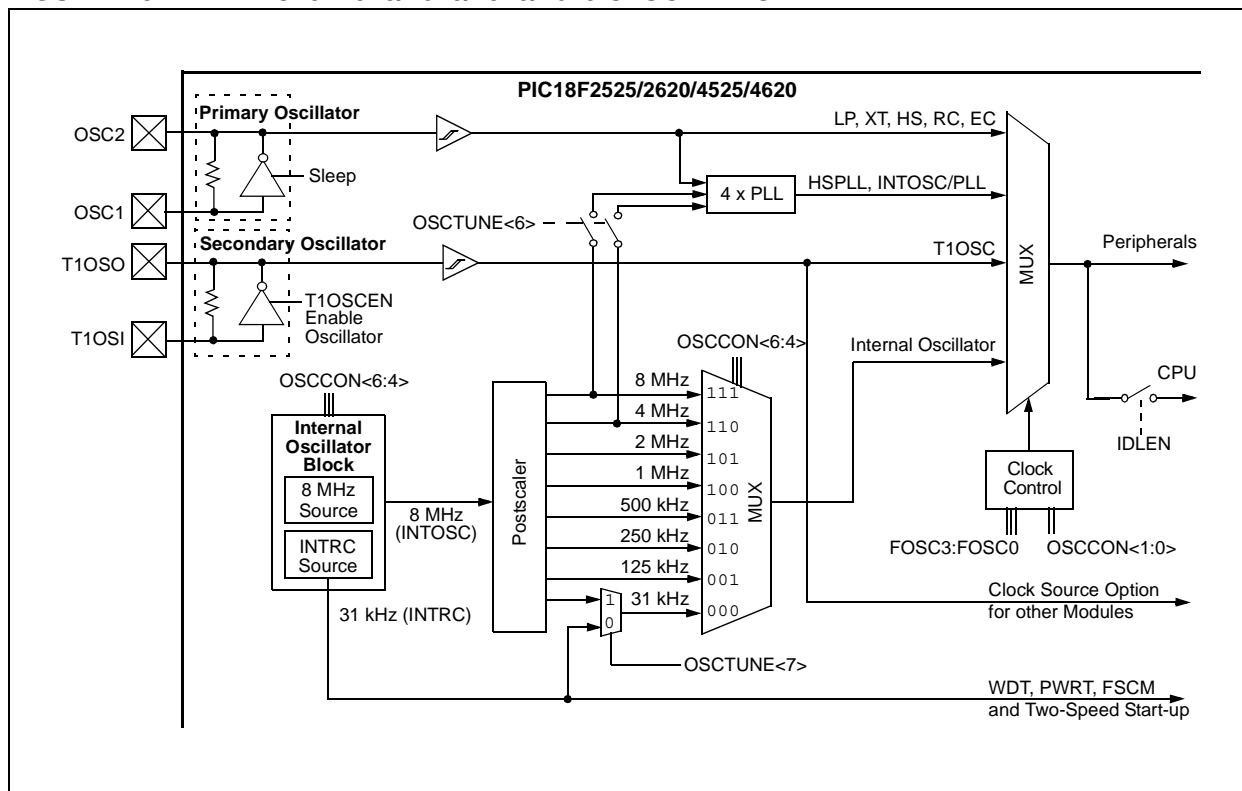 PIC18F2525/2620/4525/4620
Primary Oscillator
OSC2
Sleep
OSC1
LP, XT, HS, RC, EC
4 x PLL
HSPLL, INTOSC/PLL
OSCTUNE<6>
Secondary Oscillator
T1OSO
T1OSCEN
Enable
Oscillator
T1OSI
T1OSC
MUX
Peripherals
Internal Oscillator
CPU
IDLEN
Clock
Control
FOSC3:FOSC0
OSCCON<1:0>
OSCCON<6:4>
OSCCON<6:4>
Internal
Oscillator
Block
8 MHz
Source
INTRC
Source
8 MHz
(INTOSC)
31 kHz (INTRC)
Postscaler
8 MHz
111
4 MHz
110
2 MHz
101
1 MHz
100
500 kHz
011
250 kHz
010
125 kHz
001
1
0
31 kHz
000
MUX
OSCTUNE<7>
Clock Source Option
for other Modules
WDT, PWRT, FSCM
and Two-Speed Start-up